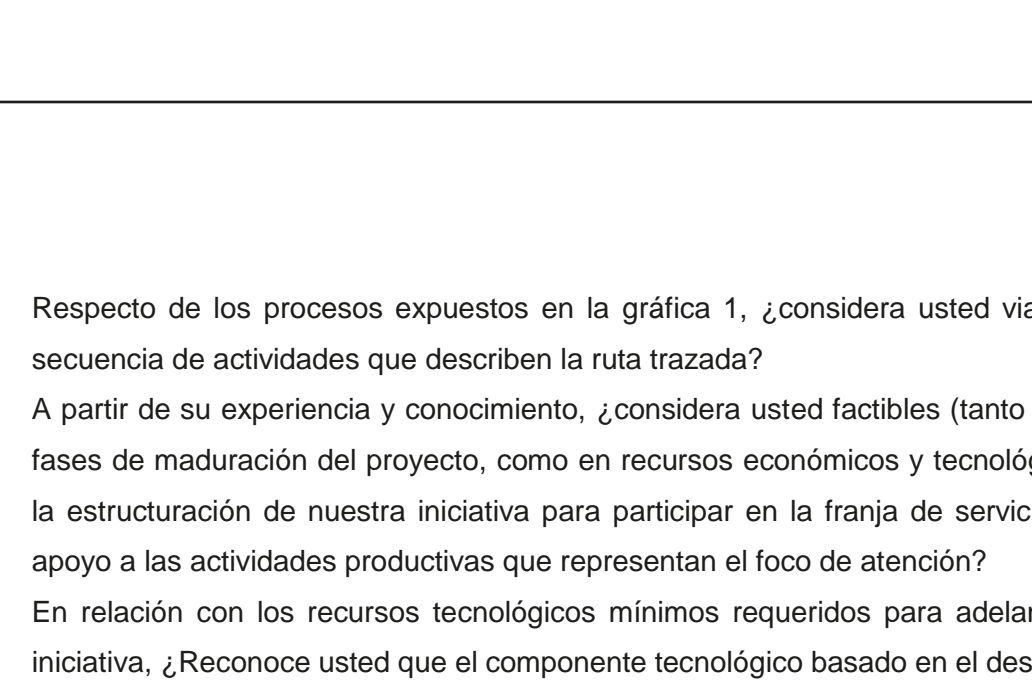 Respecto de los procesos expuestos en la gráfica 1, ¿considera usted via
secuencia de actividades que describen la ruta trazada?
A partir de su experiencia y conocimiento, ¿considera usted factibles (tanto
fases de maduración del proyecto, como en recursos económicos y tecnológ
la estructuración de nuestra iniciativa para participar en la franja de servic
apoyo a las actividades productivas que representan el foco de atención?
En relación con los recursos tecnológicos mínimos requeridos para adelan
iniciativa, ¿Reconoce usted que el componente tecnológico basado en el des